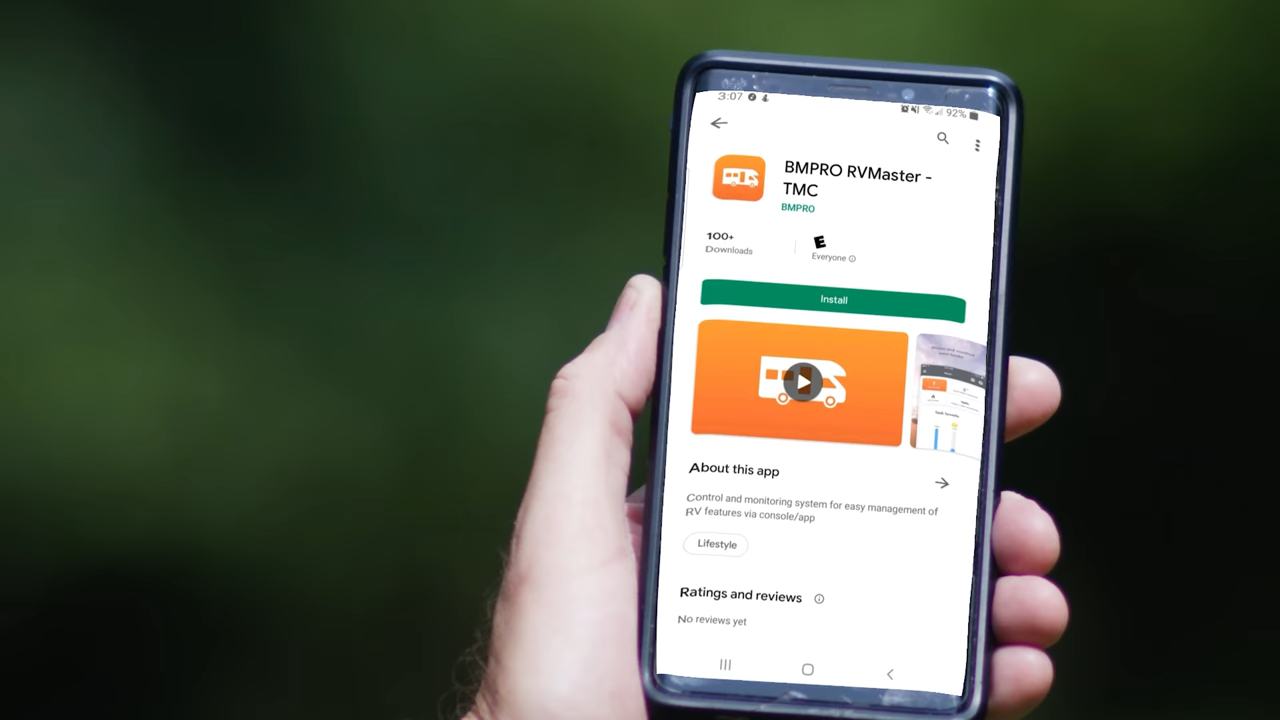 3:07
92%
BMPRO RVMaster -
TMC
BMPRO
100+
Downloads
E
Everyone
Install
About this app
Control and monitoring system for easy management of
RV features via console/app
Lifestyle
Ratings and reviews
No reviews yet